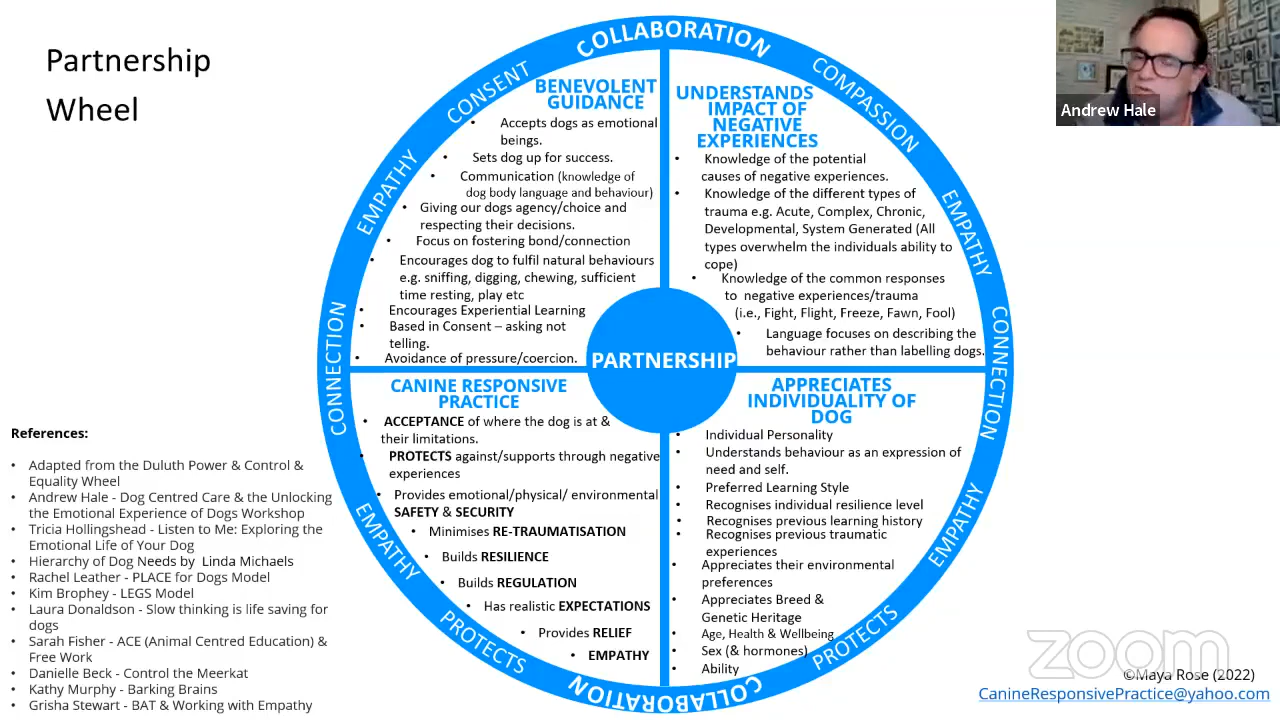 Partnership
Wheel
COLLABORATION
CONSENT
COMPASSION
EMPATHY
EMPATHY
CONNECTION
CONNECTION
EMPATHY
EMPATHY
PROTECTS
PROTECTS
COLLABORATION
BENEVOLENT
GUIDANCE
• Accepts dogs as emotional
beings.
• Sets dog up for success.
• Communication (knowledge of
dog body language and behaviour)
• Giving our dogs agency/choice and
respecting their decisions.
• Focus on fostering bond/connection
• Encourages dog to fulfil natural behaviours
e.g. sniffing, digging, chewing, sufficient
time resting, play etc
• Encourages Experiential Learning
• Based in Consent – asking not
telling.
• Avoidance of pressure/coercion.
UNDERSTANDS
IMPACT OF
NEGATIVE
EXPERIENCES
• Knowledge of the potential
causes of negative experiences.
• Knowledge of the different types of
trauma e.g. Acute, Complex, Chronic,
Developmental, System Generated (All
types overwhelm the individuals ability to
cope)
• Knowledge of the common responses
to negative experiences/trauma
(i.e., Fight, Flight, Freeze, Fawn, Fool)
• Language focuses on describing the
behaviour rather than labelling dogs.
PARTNERSHIP
CANINE RESPONSIVE
PRACTICE
• ACCEPTANCE of where the dog is at &
their limitations.
• PROTECTS against/supports through negative
experiences
• Provides emotional/physical/ environmental
SAFETY & SECURITY
• Minimises RE-TRAUMATISATION
• Builds RESILIENCE
• Builds REGULATION
• Has realistic EXPECTATIONS
• Provides RELIEF
• EMPATHY
APPRECIATES
INDIVIDUALITY OF
DOG
• Individual Personality
• Understands behaviour as an expression of
need and self.
• Preferred Learning Style
• Recognises individual resilience level
• Recognises previous learning history
• Recognises previous traumatic
experiences
• Appreciates their environmental
preferences
• Appreciates Breed &
Genetic Heritage
• Age, Health & Wellbeing
• Sex (& hormones)
• Ability
References:
• Adapted from the Duluth Power & Control &
Equality Wheel
• Andrew Hale - Dog Centred Care & the Unlocking
the Emotional Experience of Dogs Workshop
• Tricia Hollingshead - Listen to Me: Exploring the
Emotional Life of Your Dog
• Hierarchy of Dog Needs by Linda Michaels
• Rachel Leather - PLACE for Dogs Model
• Kim Brophey - LEGS Model
• Laura Donaldson - Slow thinking is life saving for
dogs
• Sarah Fisher - ACE (Animal Centred Education) &
Free Work
• Danielle Beck - Control the Meerkat
• Kathy Murphy - Barking Brains
• Grisha Stewart - BAT & Working with Empathy
Andrew Hale
zoom
©Maya Rose (2022)
CanineResponsivePractice@yahoo.com